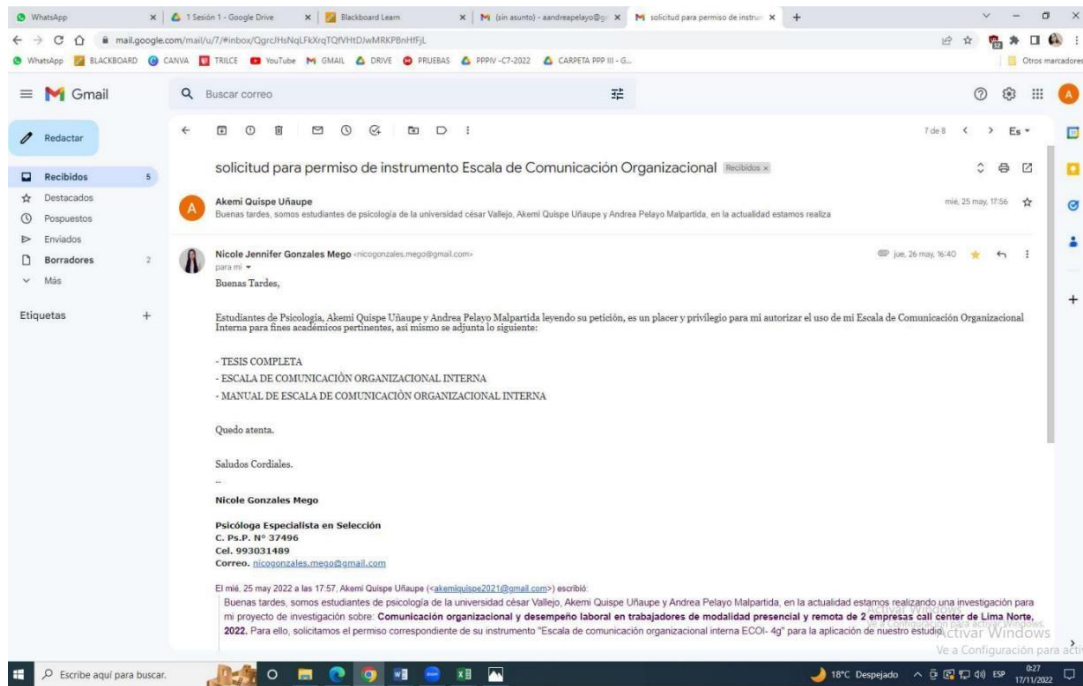 WhatsApp
1 Sesión 1 - Google Drive
Blackboard Learn
(sin asunto) - aandreapelayo@g
solicitud para permiso de instru
mail.google.com/mail/u/7/#inbox/
WhatsApp BLACKBOARD CANVA TRILCE YouTube GMAIL DRIVE PRUEBAS PPPIV -C7-2022 CARPETA PPP III - G... Otros marcadores
Gmail
Buscar correo
Redactar
7 de 8
Es
Recibidos 5
Destacados
Pospuestos
Enviados
Borradores 2
Más
Etiquetas
solicitud para permiso de instrumento Escala de Comunicación Organizacional Recibidos x
Akemi Quispe Uñaupe
mié, 25 may, 17:56
Buenas tardes, somos estudiantes de psicología de la universidad césar Vallejo, Akemi Quispe Uñaupe y Andrea Pelayo Malpartida, en la actualidad estamos realiza
Nicole Jennifer Gonzales Mego <nicogonzales.mego@gmail.com>
jue, 26 may, 16:40
para mí
Buenas Tardes,
Estudiantes de Psicología, Akemi Quispe Uñaupe y Andrea Pelayo Malpartida leyendo su petición, es un placer y privilegio para mí autorizar el uso de mi Escala de Comunicación Organizacional
Interna para fines académicos pertinentes, así mismo se adjunta lo siguiente:
- TESIS COMPLETA
- ESCALA DE COMUNICACIÒN ORGANIZACIONAL INTERNA
- MANUAL DE ESCALA DE COMUNICACIÒN ORGANIZACIONAL INTERNA
Quedo atenta.
Saludos Cordiales.
--
Nicole Gonzales Mego
Psicóloga Especialista en Selección
C. Ps.P. Nº 37496
Cel. 993031489
Correo. nicogonzales.mego@gmail.com
El mié, 25 may 2022 a las 17:57, Akemi Quispe Uñaupe (<akemiquispe2021@gmail.com>) escribió:
Buenas tardes, somos estudiantes de psicología de la universidad césar Vallejo, Akemi Quispe Uñaupe y Andrea Pelayo Malpartida, en la actualidad estamos realizando una investigación para
mi proyecto de investigación sobre: Comunicación organizacional y desempeño laboral en trabajadores de modalidad presencial y remota de 2 empresas call center de Lima Norte,
2022. Para ello, solicitamos el permiso correspondiente de su instrumento "Escala de comunicación organizacional interna ECOI- 4g" para la aplicación de nuestro estudio.
Activar Windows
Ve a Configuración para acti
Escribe aquí para buscar.
18°C Despejado
ESP
0:27
17/11/2022